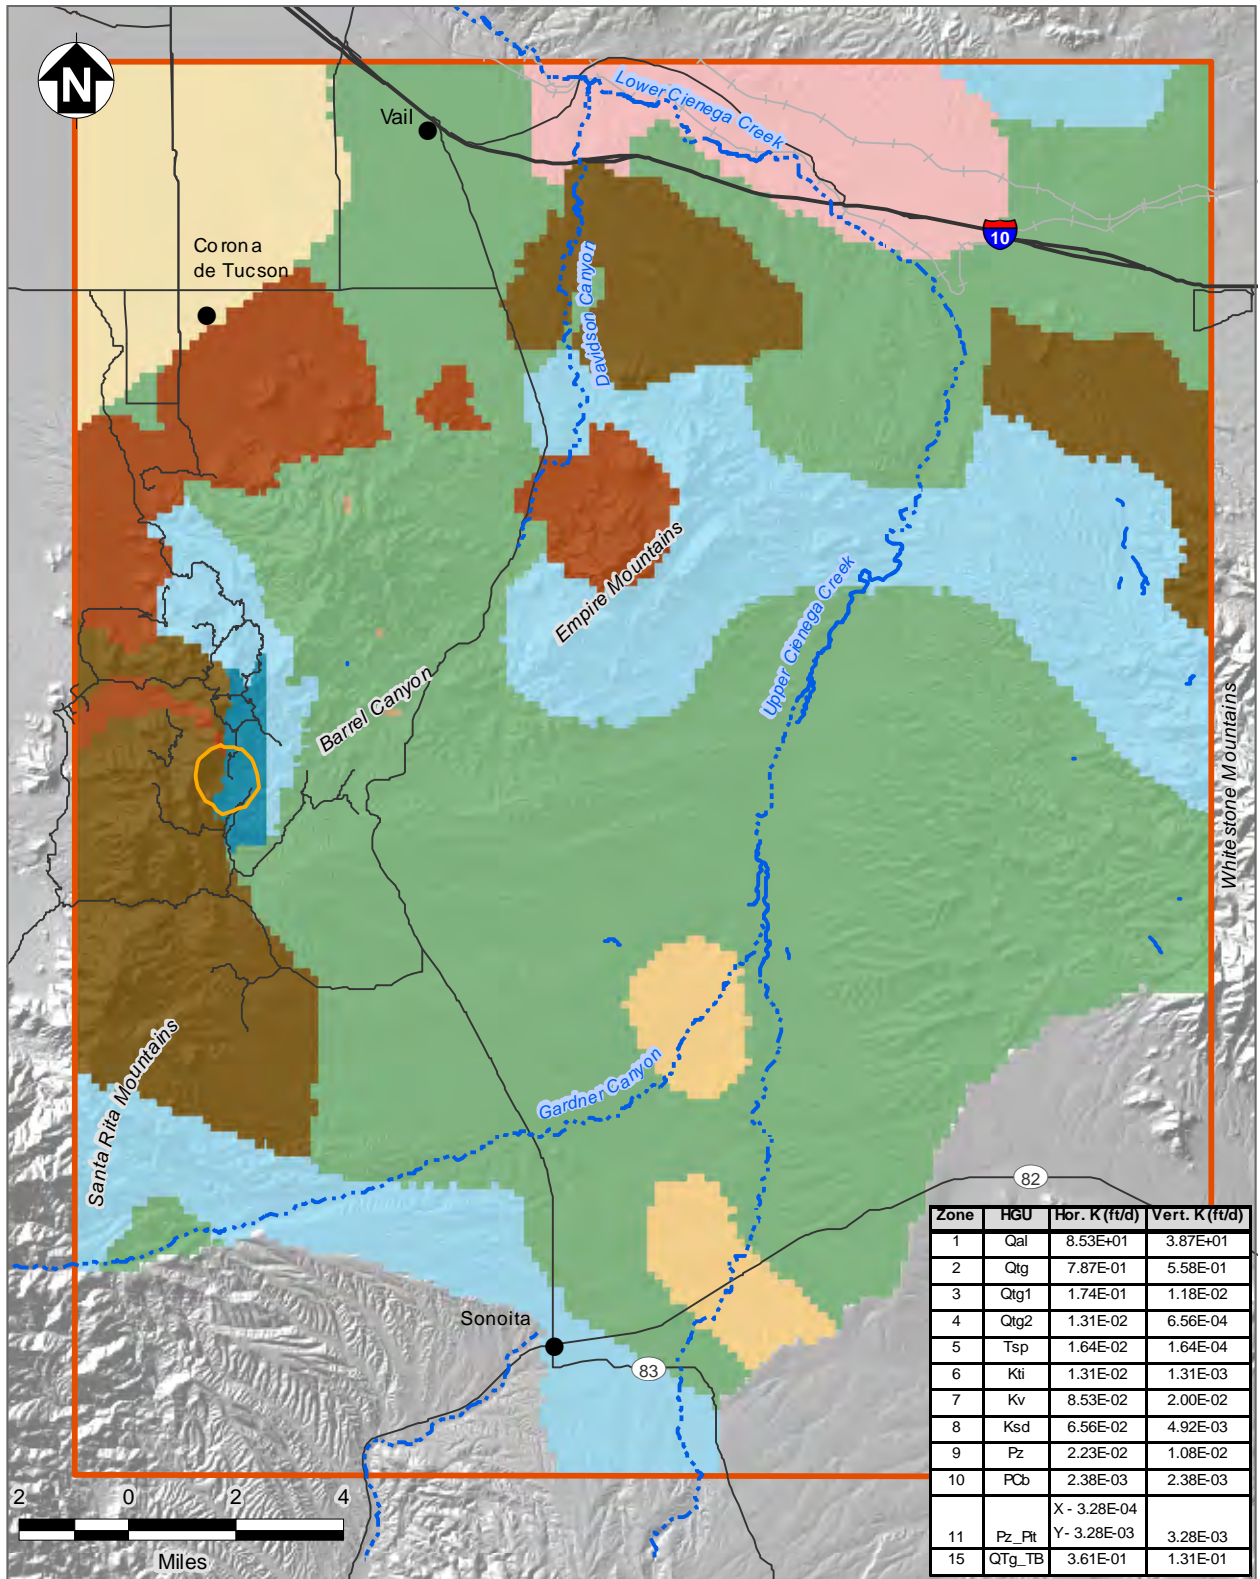 N
Vail
Lower Cienega Creek
10
Corona
de Tucson
Davidson Canyon
Empire Mountains
Upper Cienega Creek
Barrel Canyon
Whitestone Mountains
Santa Rita Mountains
Gardner Canyon
82
Sonoita
83
Zone HGU Hor. K (ft/d) Vert. K (ft/d)
1 Qal 8.53E+01 3.87E+01
2 Qtg 7.87E-01 5.58E-01
3 Qtg1 1.74E-01 1.18E-02
4 Qtg2 1.31E-02 6.56E-04
5 Tsp 1.64E-02 1.64E-04
6 Kti 1.31E-02 1.31E-03
7 Kv 8.53E-02 2.00E-02
8 Ksd 6.56E-02 4.92E-03
9 Pz 2.23E-02 1.08E-02
10 PCb 2.38E-03 2.38E-03
X - 3.28E-04
Y- 3.28E-03
11 Pz_Pit 3.28E-03
15 QTg_TB 3.61E-01 1.31E-01
2 0 2 4
Miles